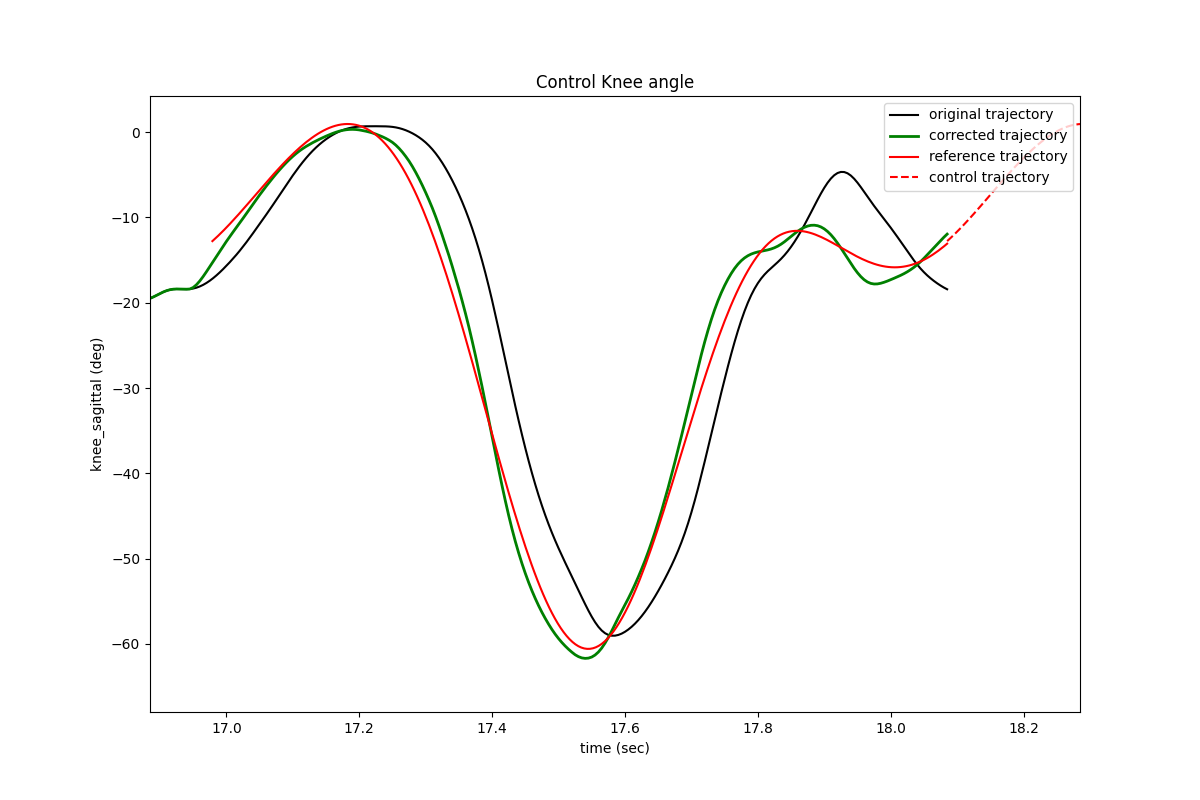 Control Knee angle
original trajectory
corrected trajectory
reference trajectory
control trajectory
knee_sagittal (deg)
0
−10
−20
−30
−40
−50
−60
17.0 17.2 17.4 17.6 17.8 18.0 18.2
time (sec)